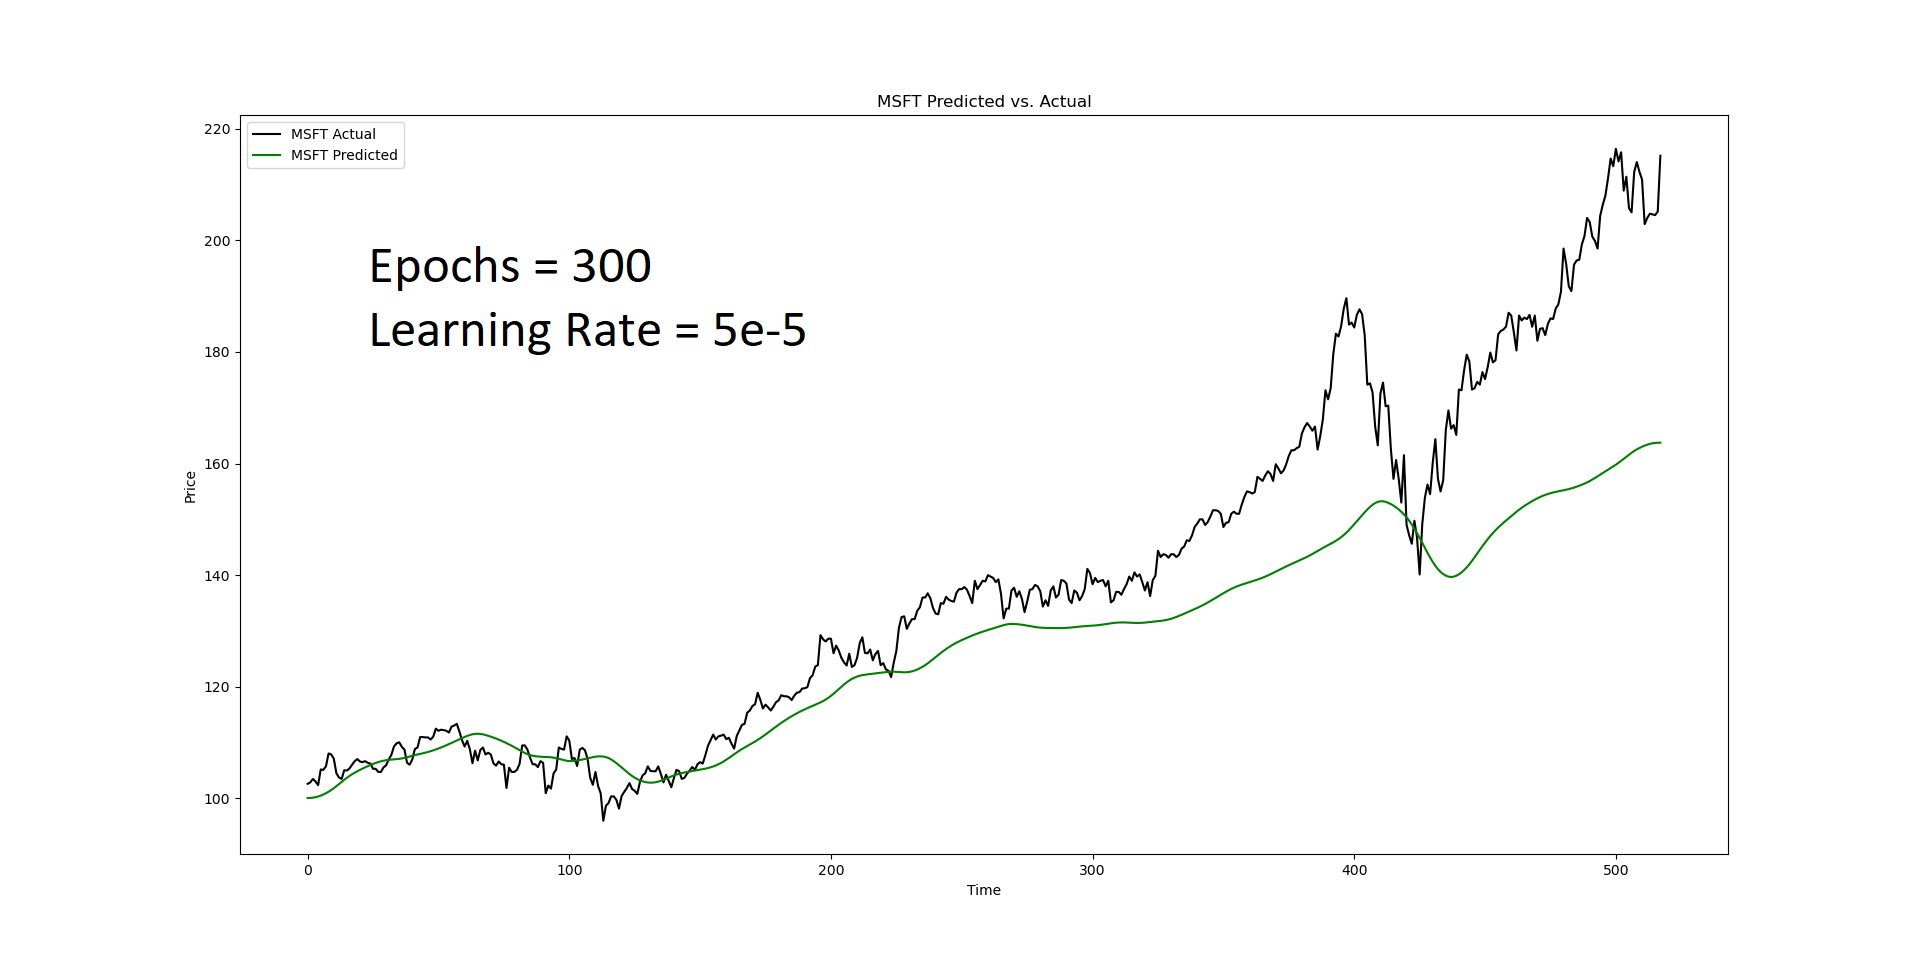 MSFT Predicted vs. Actual
MSFT Actual
MSFT Predicted
Epochs = 300
Learning Rate = 5e-5
220
200
180
160
140
120
100
Price
0 100 200 300 400 500
Time